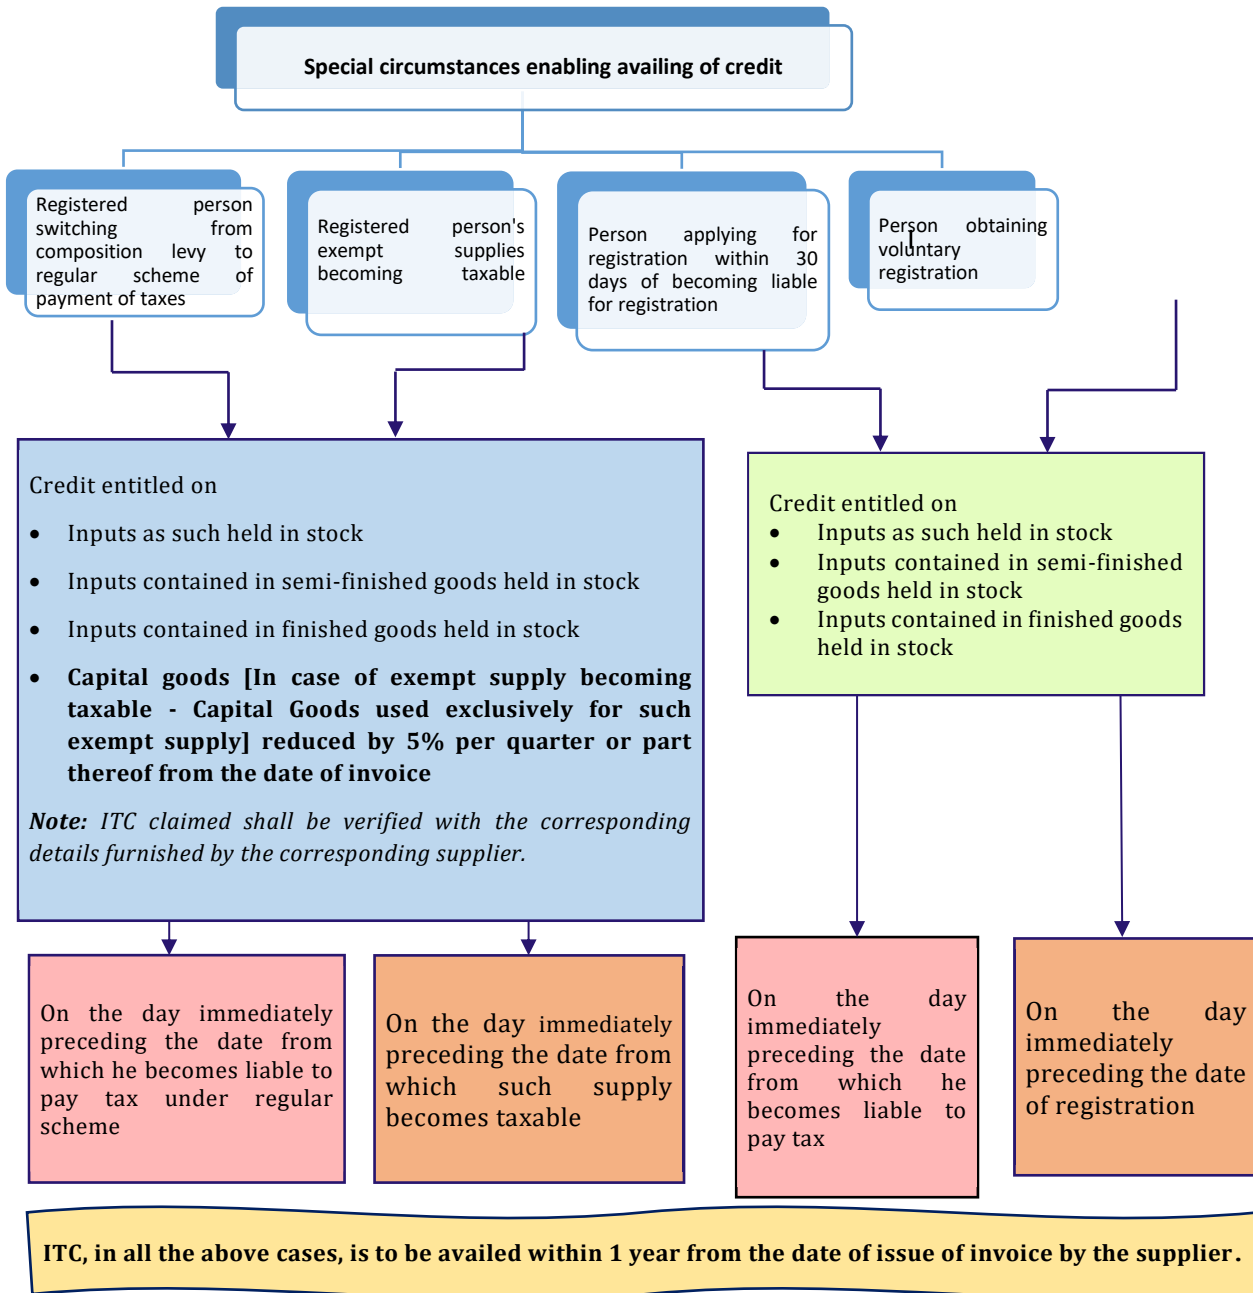 Special circumstances enabling availing of credit
Registered person
switching from
composition levy to
regular scheme of
payment of taxes
Registered person's
exempt supplies
becoming taxable
Person applying for
registration within 30
days of becoming liable
for registration
Person obtaining
voluntary
registration
Credit entitled on
• Inputs as such held in stock
• Inputs contained in semi-finished goods held in stock
• Inputs contained in finished goods held in stock
• Capital goods [In case of exempt supply becoming
taxable - Capital Goods used exclusively for such
exempt supply] reduced by 5% per quarter or part
thereof from the date of invoice
Note: ITC claimed shall be verified with the corresponding
details furnished by the corresponding supplier.
Credit entitled on
• Inputs as such held in stock
• Inputs contained in semi-finished
goods held in stock
• Inputs contained in finished goods
held in stock
On the day immediately
preceding the date from
which he becomes liable to
pay tax under regular
scheme
On the day immediately
preceding the date from
which such supply
becomes taxable
On the day
immediately
preceding the date
from which he
becomes liable to
pay tax
On the day
immediately
preceding the date
of registration
ITC, in all the above cases, is to be availed within 1 year from the date of issue of invoice by the supplier.